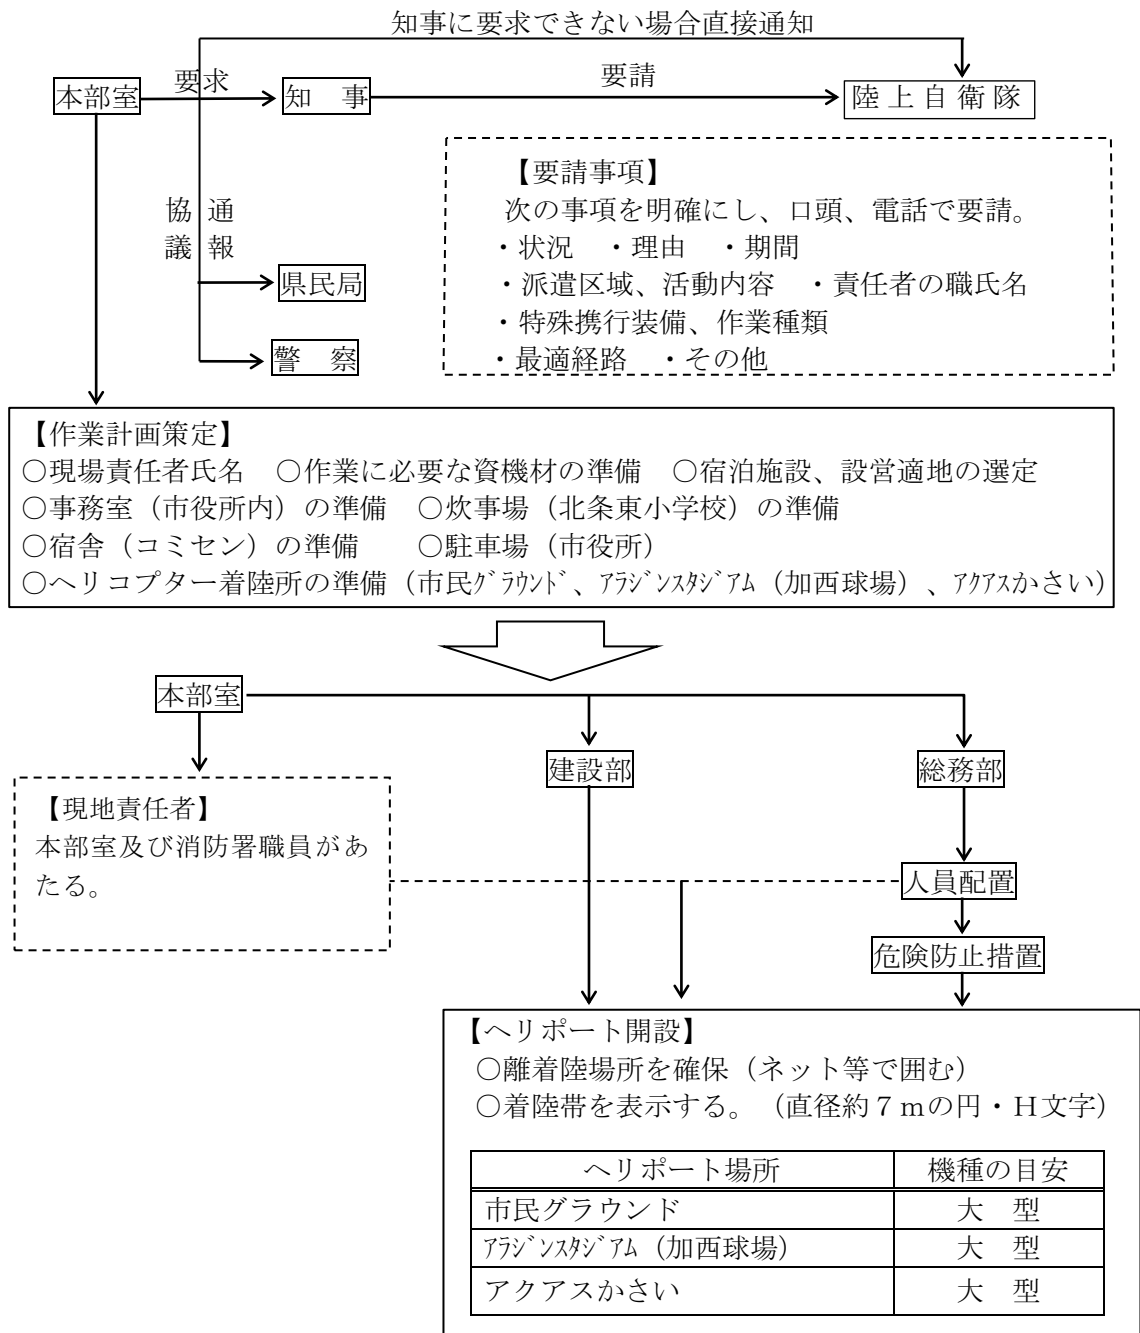 知事に要求できない場合直接通知
本部室
要求
知　事
要請
陸上自衛隊
協議
通報
県民局
警　察
【要請事項】
次の事項を明確にし、口頭、電話で要請。
・状況　・理由　・期間
・派遣区域、活動内容　・責任者の職氏名
・特殊携行装備、作業種類
・最適経路　・その他
【作業計画策定】
○現場責任者氏名　○作業に必要な資機材の準備　○宿泊施設、設営適地の選定
○事務室（市役所内）の準備　○炊事場（北条東小学校）の準備
○宿舎（コミセン）の準備　　○駐車場（市役所）
○ヘリコプター着陸所の準備（市民ｸﾞﾗｳﾝﾄﾞ、ｱﾗｼﾞﾝｽﾀｼﾞｱﾑ（加西球場）、ｱｸｱｽかさい）
本部室
建設部
総務部
【現地責任者】
本部室及び消防署職員があ
たる。
人員配置
危険防止措置
【ヘリポート開設】
○離着陸場所を確保（ネット等で囲む）
○着陸帯を表示する。（直径約７ｍの円・Ｈ文字）
ヘリポート場所　機種の目安
市民グラウンド　大　型
ｱﾗｼﾞﾝｽﾀｼﾞｱﾑ（加西球場）　大　型
アクアスかさい　大　型